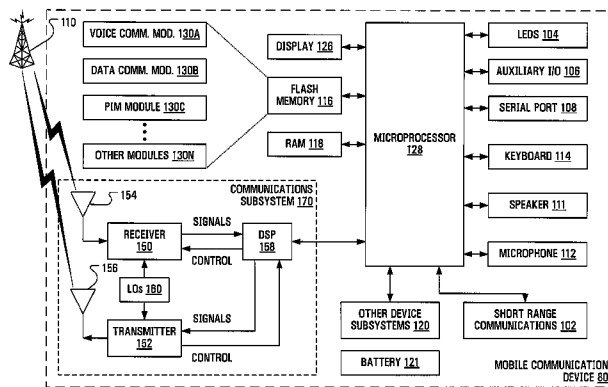 110
VOICE COMM. MOD. 130A
DATA COMM. MOD. 130B
PIM MODULE 130C
OTHER MODULES 130N
DISPLAY 126
FLASH
MEMORY 116
RAM 118
MICROPROCESSOR
128
LEDS 104
AUXILIARY I/O 106
SERIAL PORT 108
KEYBOARD 114
SPEAKER 111
MICROPHONE 112
COMMUNICATIONS
SUBSYSTEM 170
154
RECEIVER
150
SIGNALS
CONTROL
DSP
158
156
LOs 160
SIGNALS
TRANSMITTER
152
CONTROL
OTHER DEVICE
SUBSYSTEMS 120
SHORT RANGE
COMMUNICATIONS 102
BATTERY 121
MOBILE COMMUNICATION
DEVICE 80